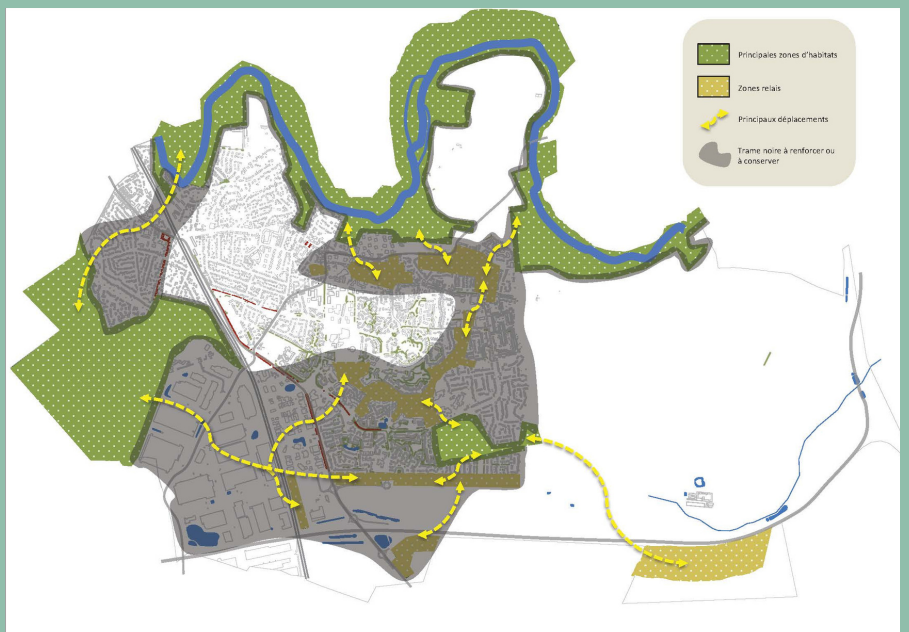 Principales zones d'habitats
Zones relais
Principaux déplacements
Trame noire à renforcer ou
à conserver